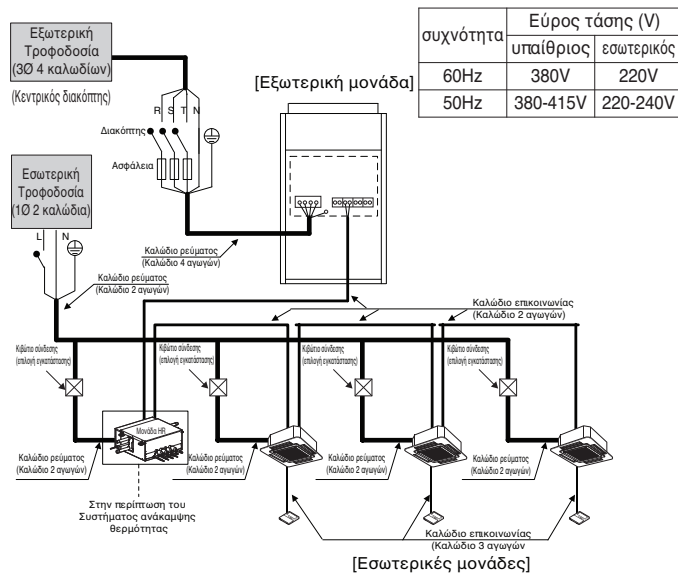 Εξωτερική
Τροφοδοσία
(3Ø 4 καλωδίων)
(Κεντρικός διακόπτης)
R S T N
Διακόπτης
Ασφάλεια
[Εξωτερική μονάδα]
συχνότητα Εύρος τάσης (V)
υπαίθριος εσωτερικός
60Hz 380V 220V
50Hz 380-415V 220-240V
Εσωτερική
Τροφοδοσία
(1Ø 2 καλώδια)
L N
Καλώδιο ρεύματος
(Καλώδιο 4 αγωγών)
Καλώδιο ρεύματος
(Καλώδιο 2 αγωγών)
Καλώδιο επικοινωνίας
(Καλώδιο 2 αγωγών)
Κιβώτιο σύνδεσης
(επιλογή εγκατάστασης)
Κιβώτιο σύνδεσης
(επιλογή εγκατάστασης)
Κιβώτιο σύνδεσης
(επιλογή εγκατάστασης)
Κιβώτιο σύνδεσης
(επιλογή εγκατάστασης)
Μονάδα HR
Καλώδιο ρεύματος
(Καλώδιο 2 αγωγών)
Καλώδιο ρεύματος
(Καλώδιο 2 αγωγών)
Καλώδιο ρεύματος
(Καλώδιο 2 αγωγών)
Καλώδιο ρεύματος
(Καλώδιο 2 αγωγών)
Στην περίπτωση του
Συστήματος ανάκαμψης
θερμότητας
Καλώδιο επικοινωνίας
(Καλώδιο 3 αγωγών
[Εσωτερικές μονάδες]